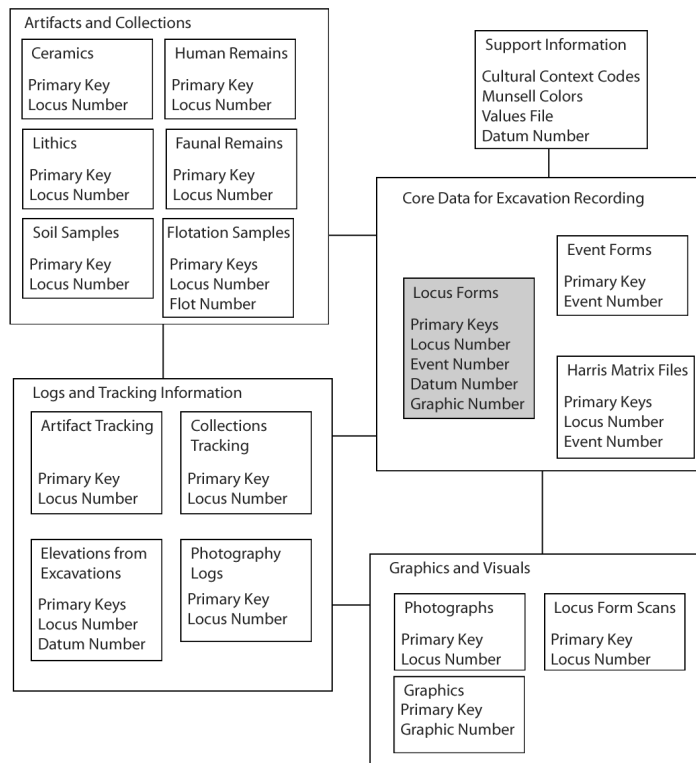 Artifacts and Collections
Ceramics
Primary Key
Locus Number
Human Remains
Primary Key
Locus Number
Lithics
Primary Key
Locus Number
Faunal Remains
Primary Key
Locus Number
Soil Samples
Primary Key
Locus Number
Flotation Samples
Primary Keys
Locus Number
Flot Number
Support Information
Cultural Context Codes
Munsell Colors
Values File
Datum Number
Core Data for Excavation Recording
Locus Forms
Primary Keys
Locus Number
Event Number
Datum Number
Graphic Number
Event Forms
Primary Key
Event Number
Harris Matrix Files
Primary Keys
Locus Number
Event Number
Logs and Tracking Information
Artifact Tracking
Primary Key
Locus Number
Collections
Tracking
Primary Key
Locus Number
Elevations from
Excavations
Primary Keys
Locus Number
Datum Number
Photography
Logs
Primary Key
Locus Number
Graphics and Visuals
Photographs
Primary Key
Locus Number
Locus Form Scans
Primary Key
Locus Number
Graphics
Primary Key
Graphic Number